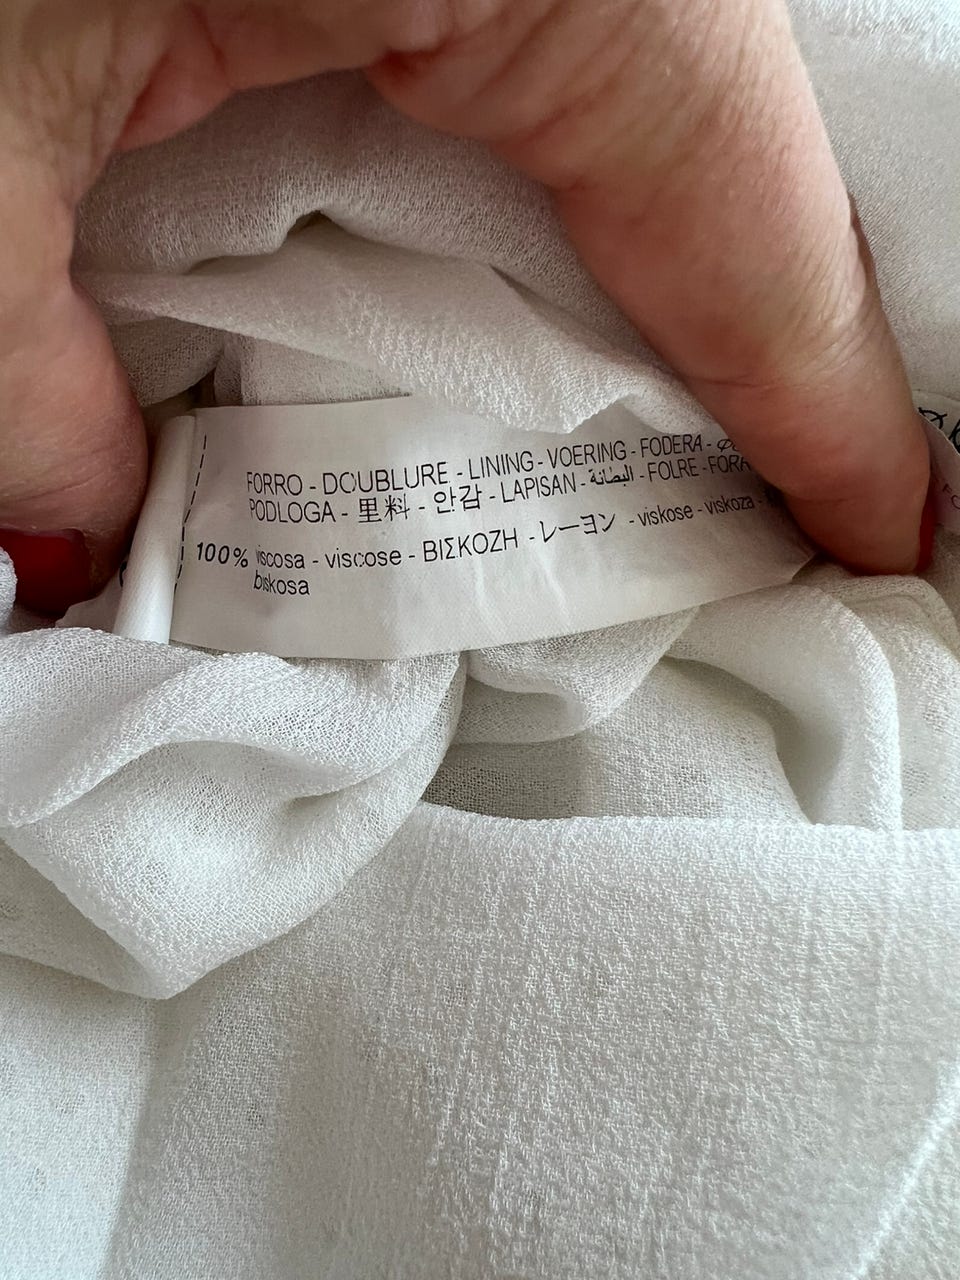 FORRO - DOUBLURE - LINING - VOERING - FODERA -
PODLOGA - 里料 - 안감 - LAPISAN - البطانة - FOLRE - FORA
100% viscosa - viscose - ΒΙΣΚΟΖΗ - レーヨン - viskose - viskoza -
biskosa